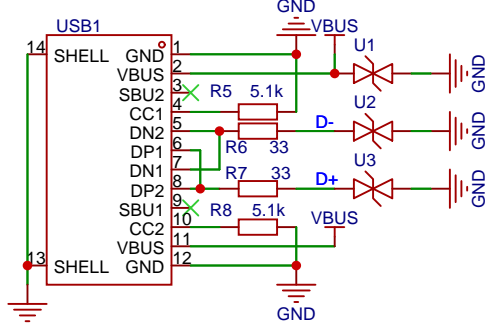 GND
USB1
VBUS
U1
14 SHELL GND 1
VBUS 2
GND
SBU2 3
R5 5.1k
U2
CC1 4
DN2 5
D-
GND
DP1 6
R6 33
U3
DN1 7
R7 33
D+
DP2 8
GND
SBU1 9
R8 5.1k
CC2 10
VBUS
VBUS 11
13 SHELL GND 12
GND